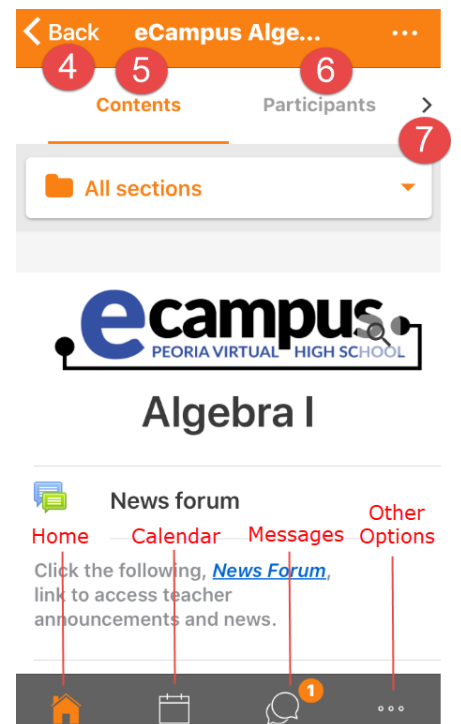 Back eCampus Alge... ...
4 5 6
Contents Participants >
7
All sections
ecampus
PEORIA VIRTUAL HIGH SCHOOL
Algebra I
News forum
Home Calendar Messages Other Options
Click the following, News Forum,
link to access teacher
announcements and news.
1